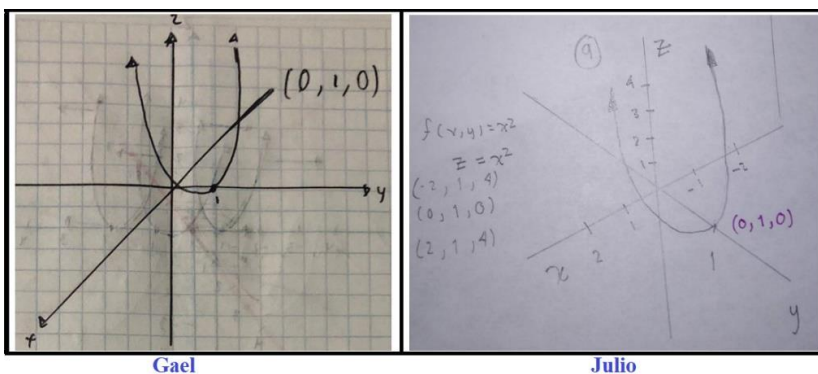 z
(0, 1, 0)
y
1
x
Gael
9
z
4
3
2
1
f(x,y)=x²
z = x²
(-2, 1, 4)
(0, 1, 0)
(2, 1, 4)
-1
-2
(0,1,0)
1
2
1
x
y
Julio